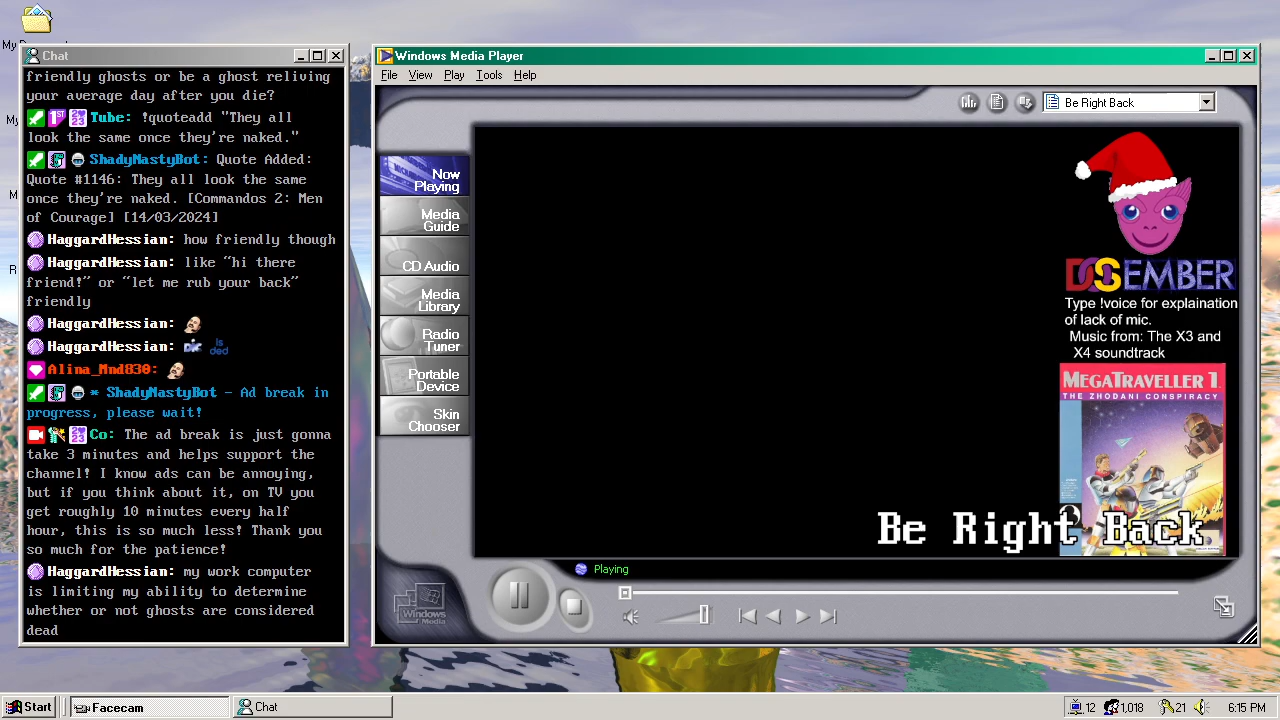 My
Chat
friendly ghosts or be a ghost reliving
your average day after you die?
1ST 23 Tube: !quoteadd "They all
look the same once they're naked."
ShadyNastyBot: Quote Added:
Quote #1146: They all look the same
once they're naked. [Commandos 2: Men
of Courage] [14/03/2024]
HaggardHessian: how friendly though
HaggardHessian: like “hi there
friend!” or “let me rub your back”
friendly
HaggardHessian:
HaggardHessian: is
ded
Alina_Mnd830:
* ShadyNastyBot - Ad break in
progress, please wait!
23 Co: The ad break is just gonna
take 3 minutes and helps support the
channel! I know ads can be annoying,
but if you think about it, on TV you
get roughly 10 minutes every half
hour, this is so much less! Thank you
so much for the patience!
HaggardHessian: my work computer
is limiting my ability to determine
whether or not ghosts are considered
dead
Windows Media Player
File View Play Tools Help
Be Right Back
Now
Playing
Media
Guide
CD Audio
Media
Library
Radio
Tuner
Portable
Device
Skin
Chooser
DOSEMBER
Type !voice for explaination
of lack of mic.
Music from: The X3 and
X4 soundtrack
MEGATRAVELLER 1
THE ZHODANI CONSPIRACY
Be Right Back
Playing
Windows
Media
Start Facecam Chat 12 1,018 21 6:15 PM